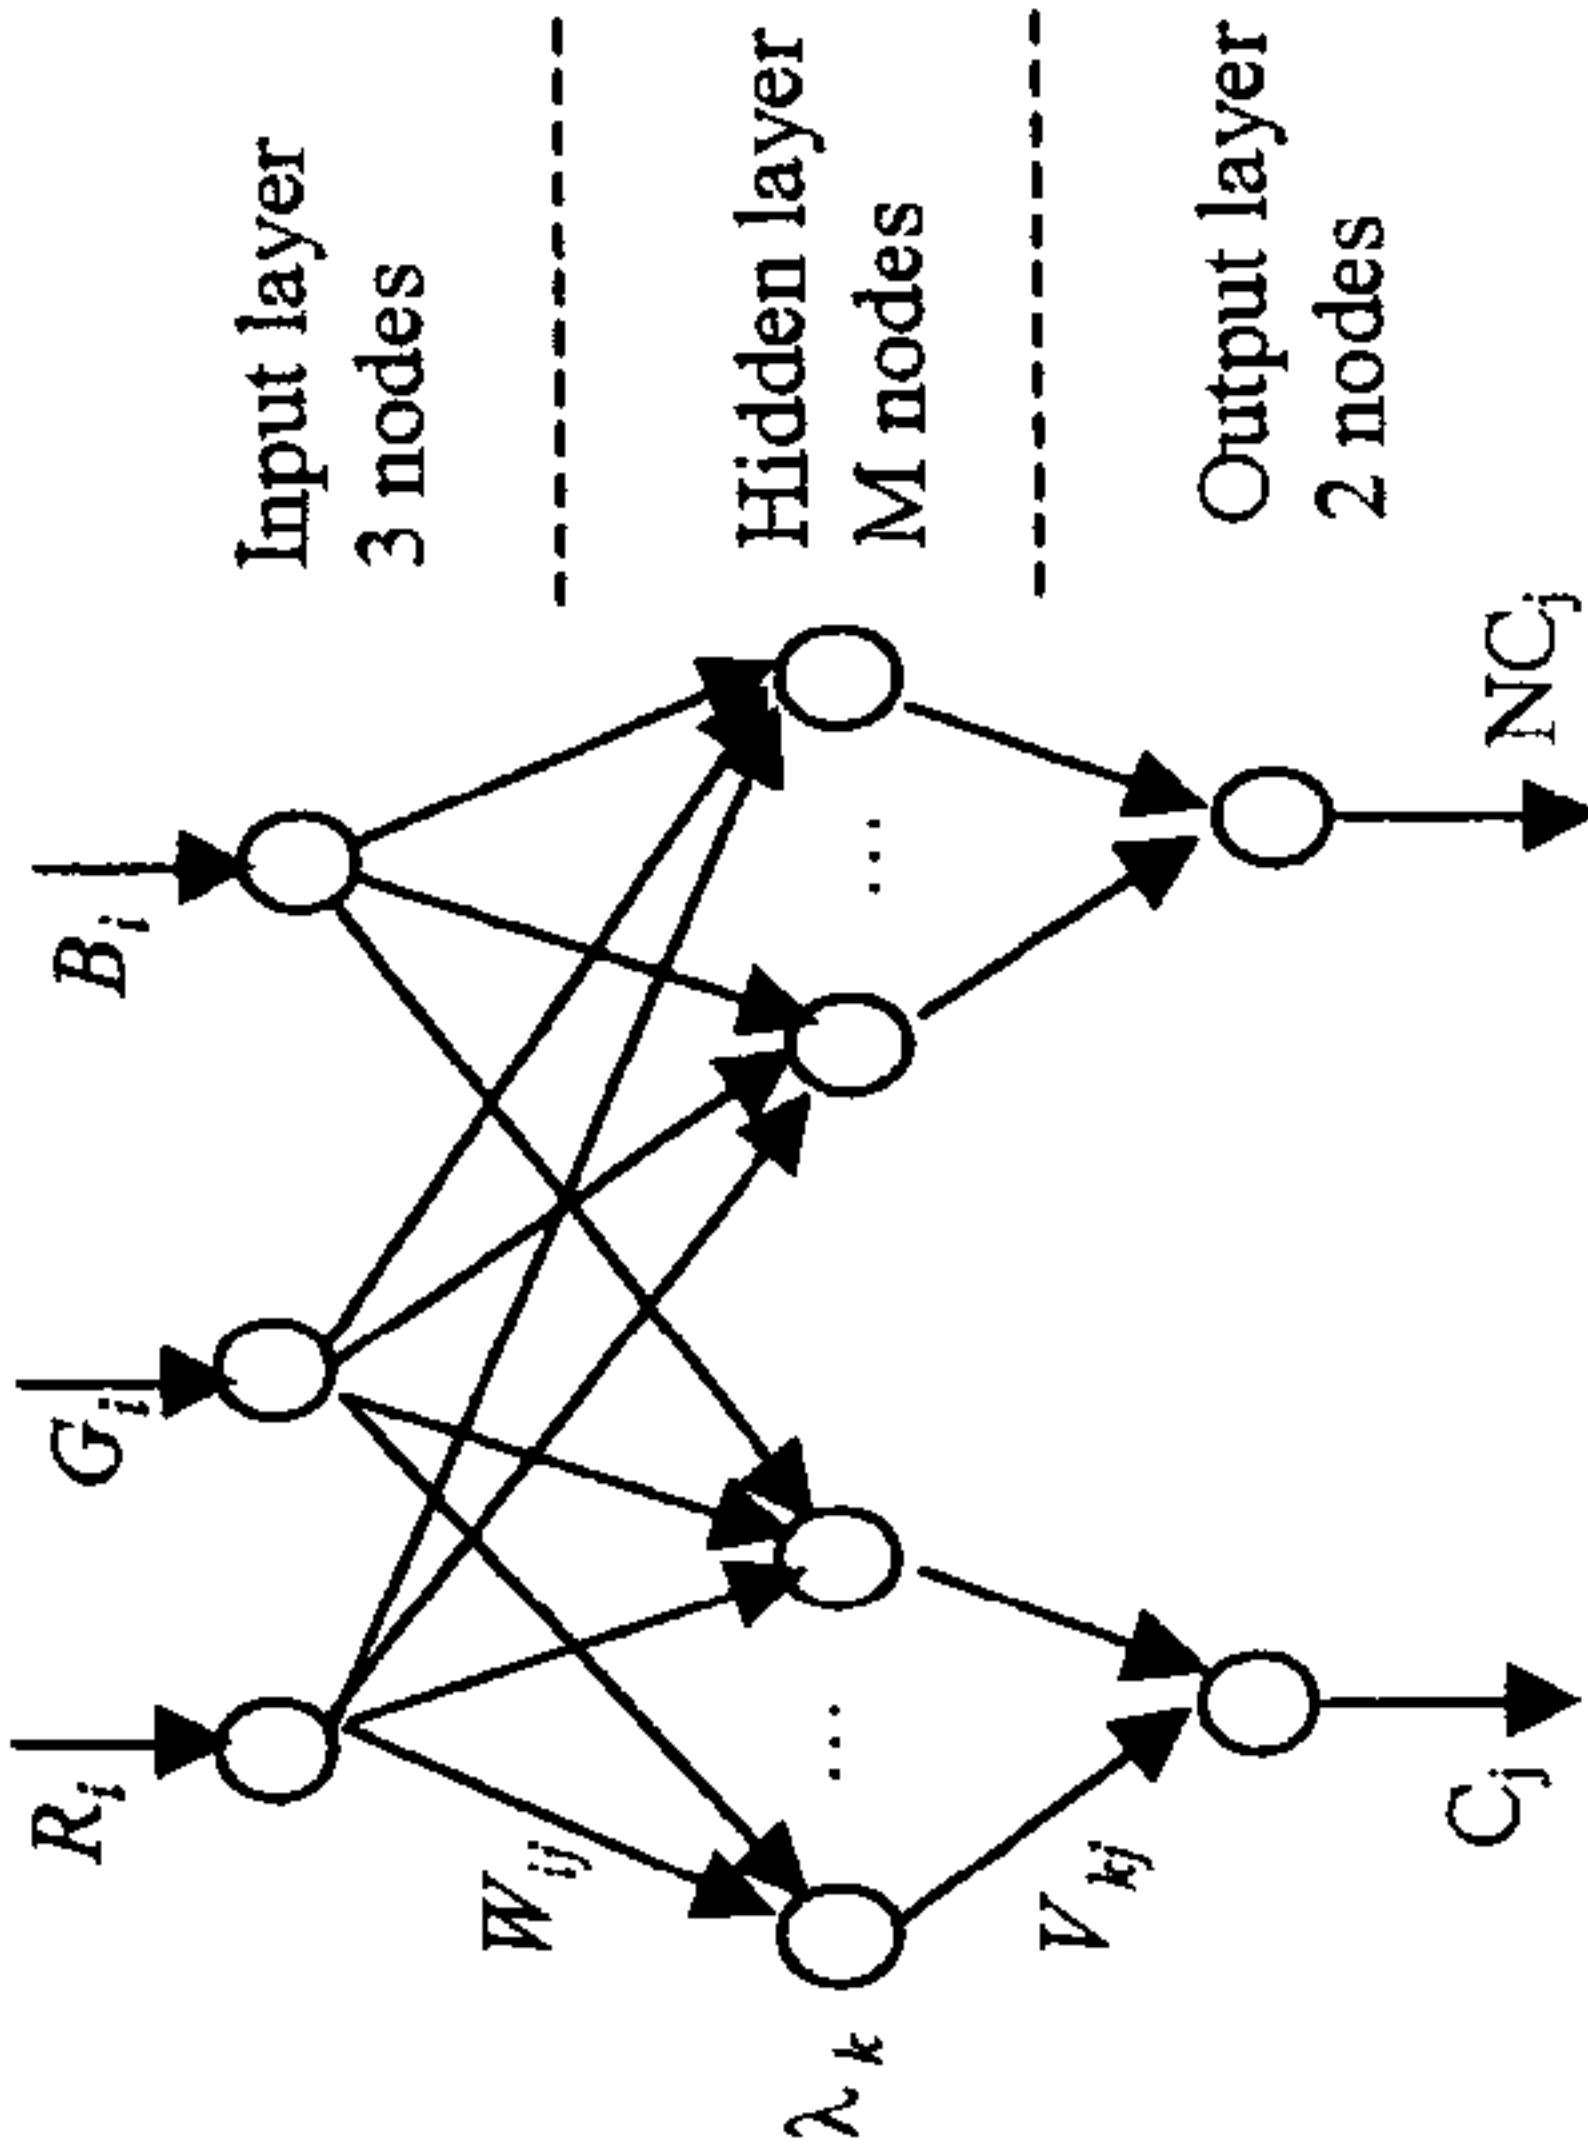 Input layer
3 nodes
Hidden layer
M nodes
Output layer
2 nodes
R_i
G_i
B_i
W_ij
...
...
λ_k
V_kj
C_j
NC_j